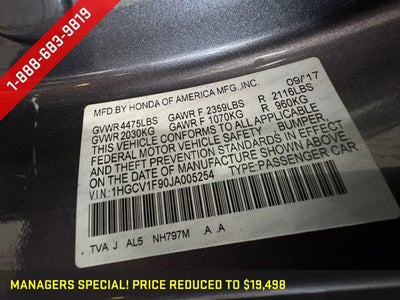 1-888-683-9819
MFD.BY HONDA OF AMERICA MFG.,INC. 09/17
GVWR 4475LBS GAWR F 2359LBS R 2116LBS
GVWR 2030KG GAWR F 1070KG R 960KG
THIS VEHICLE CONFORMS TO ALL APPLICABLE
FEDERAL MOTOR VEHICLE SAFETY, BUMPER,
AND THEFT PREVENTION STANDARDS IN EFFECT
ON THE DATE OF MANUFACTURE SHOWN ABOVE.
V.I.N:1HGCV1F90JA005254 TYPE:PASSENGER CAR
TVA J AL5 NH797M A A
MANAGERS SPECIAL! PRICE REDUCED TO $19,498